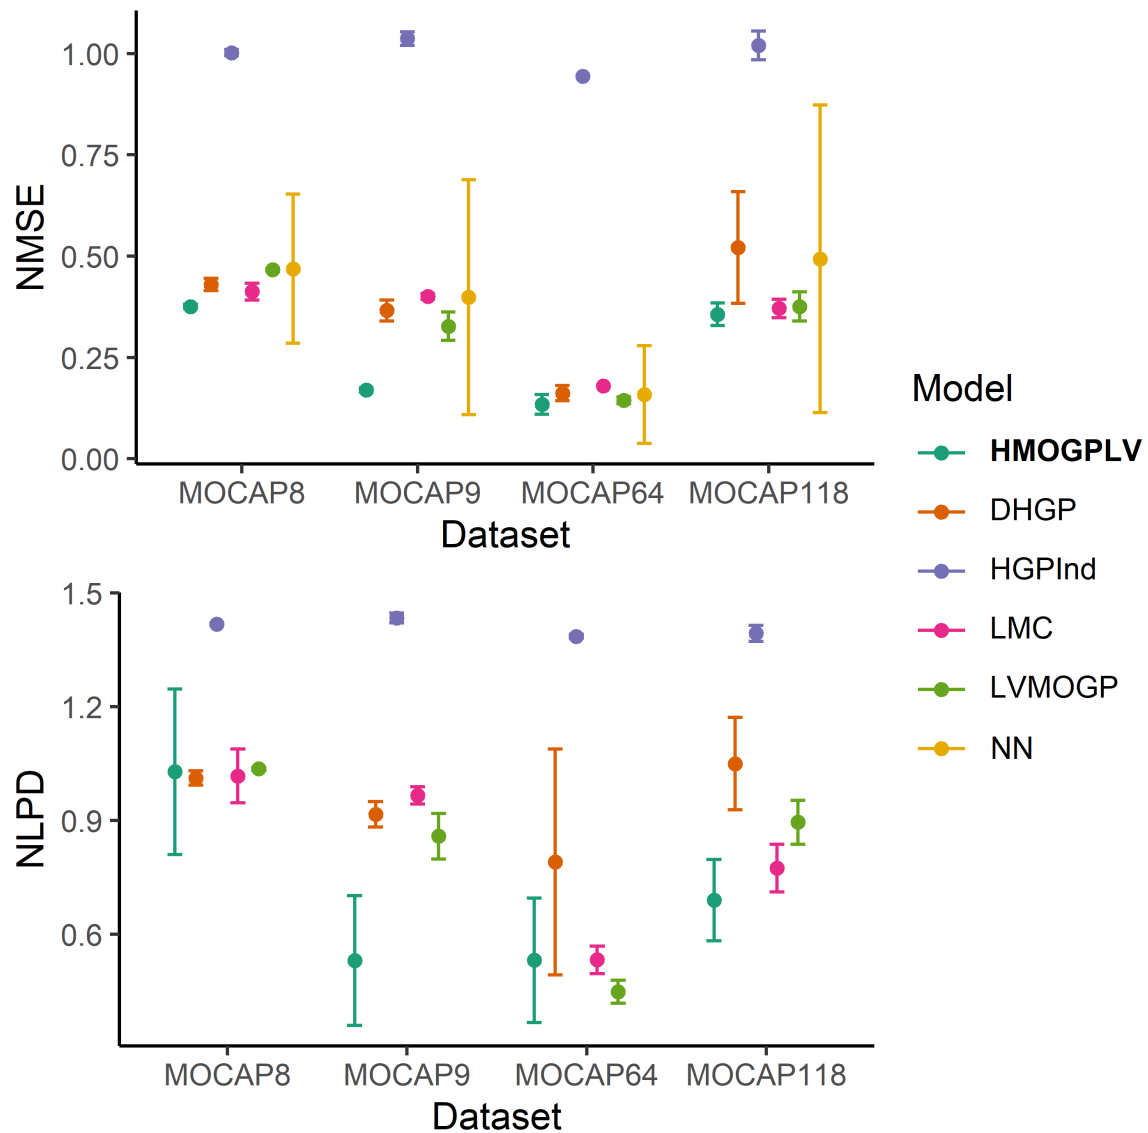 NMSE
1.00
0.75
0.50
0.25
0.00
MOCAP8 MOCAP9 MOCAP64 MOCAP118
Dataset
NLPD
1.5
1.2
0.9
0.6
MOCAP8 MOCAP9 MOCAP64 MOCAP118
Dataset
Model
HMOGPLV
DHGP
HGPInd
LMC
LVMOGP
NN